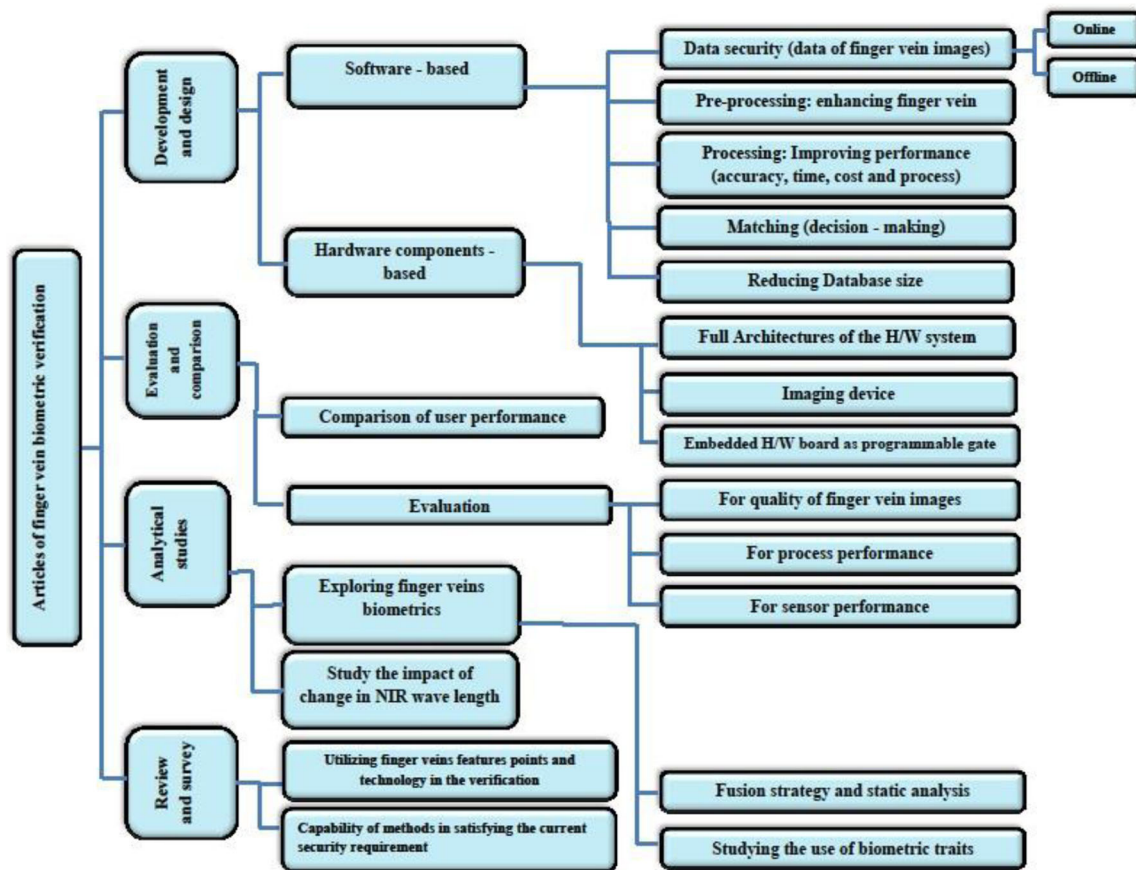 Articles of finger vein biometric verification
Development
and design
Software - based
Data security (data of finger vein images)
Online
Offline
Pre-processing: enhancing finger vein
Processing: Improving performance
(accuracy, time, cost and process)
Matching (decision - making)
Reducing Database size
Hardware components -
based
Full Architectures of the H/W system
Imaging device
Embedded H/W board as programmable gate
Evaluation
and
comparison
Comparison of user performance
Evaluation
For quality of finger vein images
For process performance
For sensor performance
Analytical
studies
Exploring finger veins
biometrics
Fusion strategy and static analysis
Studying the use of biometric traits
Study the impact of
change in NIR wave length
Review
and survey
Utilizing finger veins features points and
technology in the verification
Capability of methods in satisfying the current
security requirement